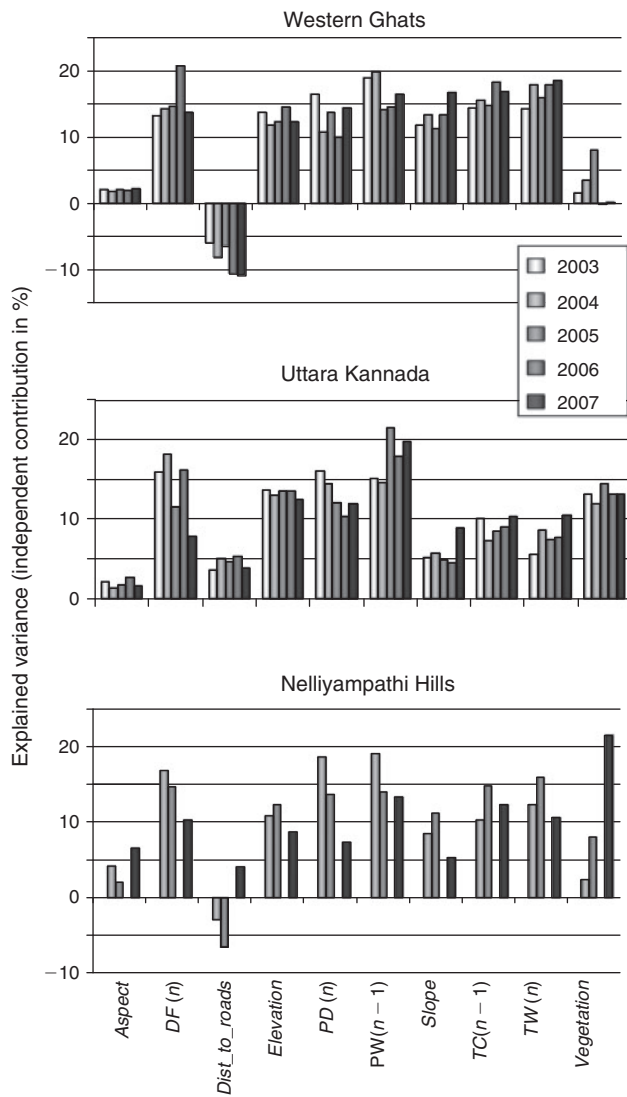 Western Ghats
20
10
0
−10
2003
2004
2005
2006
2007
Explained variance (independent contribution in %)
Uttara Kannada
20
10
0
Nelliyampathi Hills
20
10
0
−10
Aspect
DF (n)
Dist_to_roads
Elevation
PD (n)
PW(n − 1)
Slope
TC(n − 1)
TW (n)
Vegetation